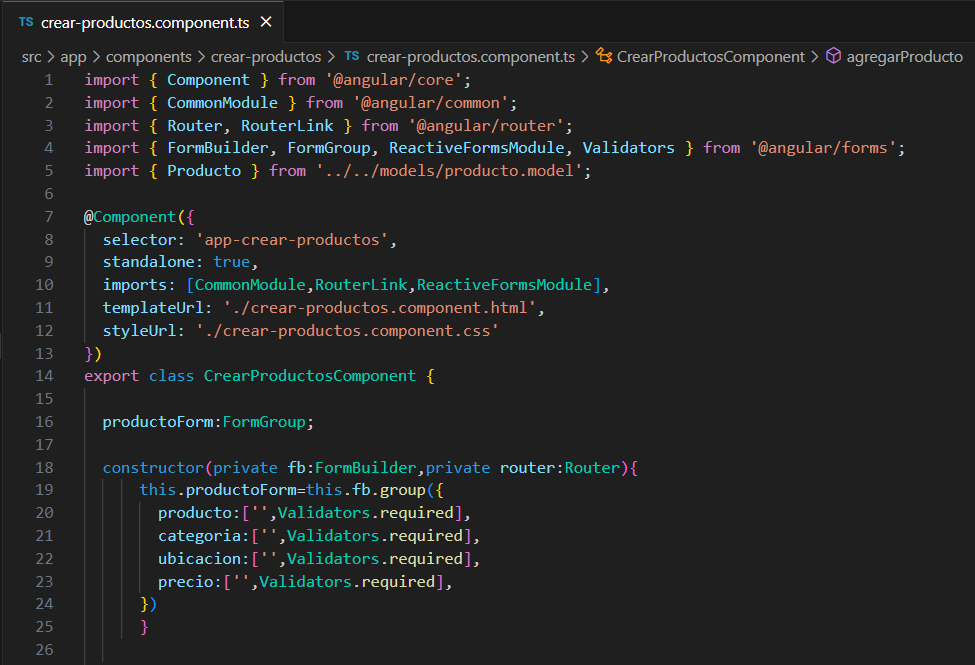 TS crear-productos.component.ts ×
src > app > components > crear-productos > TS crear-productos.component.ts > CrearProductosComponent > agregarProducto
1 import { Component } from '@angular/core';
2 import { CommonModule } from '@angular/common';
3 import { Router, RouterLink } from '@angular/router';
4 import { FormBuilder, FormGroup, ReactiveFormsModule, Validators } from '@angular/forms';
5 import { Producto } from '../../models/producto.model';
6
7 @Component({
8   selector: 'app-crear-productos',
9   standalone: true,
10   imports: [CommonModule,RouterLink,ReactiveFormsModule],
11   templateUrl: './crear-productos.component.html',
12   styleUrl: './crear-productos.component.css'
13 })
14 export class CrearProductosComponent {
15
16   productoForm:FormGroup;
17
18   constructor(private fb:FormBuilder,private router:Router){
19       this.productoForm=this.fb.group({
20         producto:['',Validators.required],
21         categoria:['',Validators.required],
22         ubicacion:['',Validators.required],
23         precio:['',Validators.required],
24       })
25       }
26